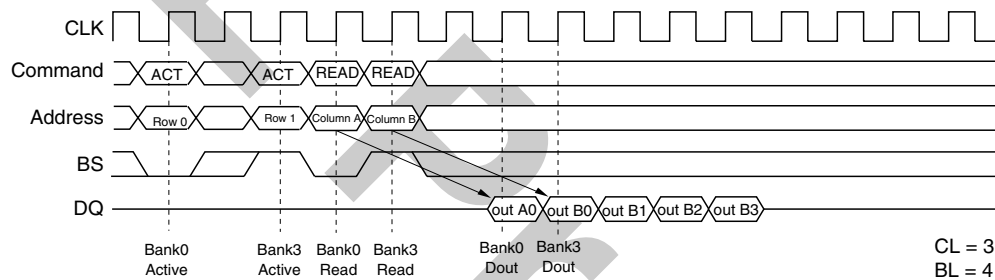 CLK
Command ACT ACT READ READ
Address Row 0 Row 1 Column A Column B
BS
DQ out A0 out B0 out B1 out B2 out B3
Bank0 Active
Bank3 Active
Bank0 Read
Bank3 Read
Bank0 Dout
Bank3 Dout
CL = 3
BL = 4